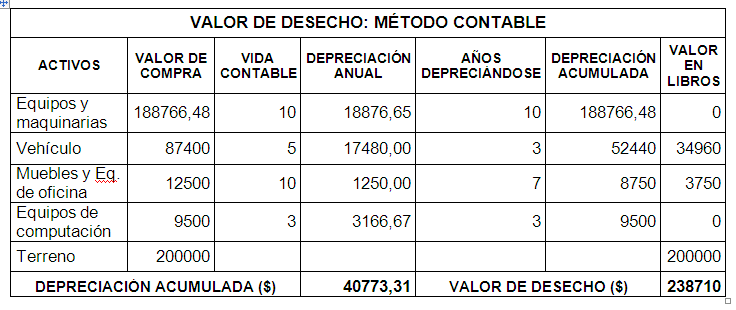 VALOR DE DESECHO: MÉTODO CONTABLE
ACTIVOS VALOR DE COMPRA VIDA CONTABLE DEPRECIACIÓN ANUAL AÑOS DEPRECIÁNDOSE DEPRECIACIÓN ACUMULADA VALOR EN LIBROS
Equipos y maquinarias 188766,48 10 18876,65 10 188766,48 0
Vehículo 87400 5 17480,00 3 52440 34960
Muebles y Eq. de oficina 12500 10 1250,00 7 8750 3750
Equipos de computación 9500 3 3166,67 3 9500 0
Terreno 200000 200000
DEPRECIACIÓN ACUMULADA ($) 40773,31 VALOR DE DESECHO ($) 238710